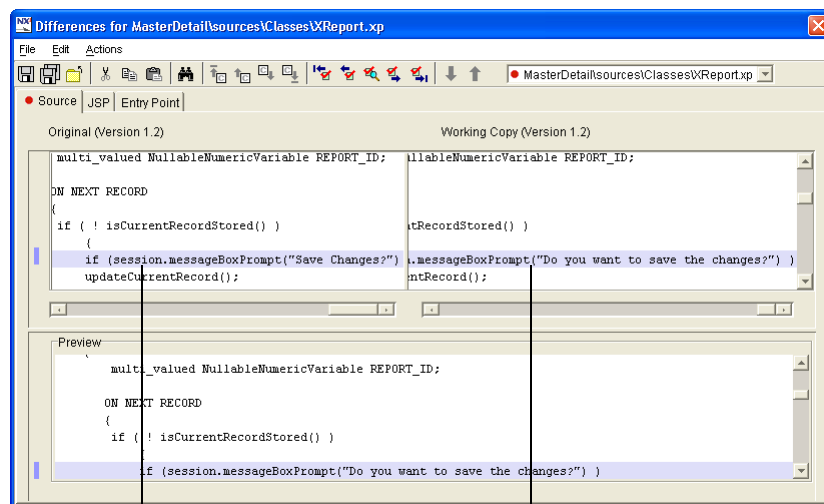 Differences for MasterDetail\sources\Classes\XReport.xp
File Edit Actions
MasterDetail\sources\Classes\XReport.xp
Source JSP Entry Point
Original (Version 1.2) Working Copy (Version 1.2)
multi_valued NullableNumericVariable REPORT_ID; llableNumericVariable REPORT_ID;
ON NEXT RECORD
{
if ( ! isCurrentRecordStored() ) tRecordStored() )
{
if (session.messageBoxPrompt("Save Changes?") .messageBoxPrompt("Do you want to save the changes?") )
updateCurrentRecord(); entRecord();
Preview
multi_valued NullableNumericVariable REPORT_ID;
ON NEXT RECORD
{
if ( ! isCurrentRecordStored() )
if (session.messageBoxPrompt("Do you want to save the changes?") )